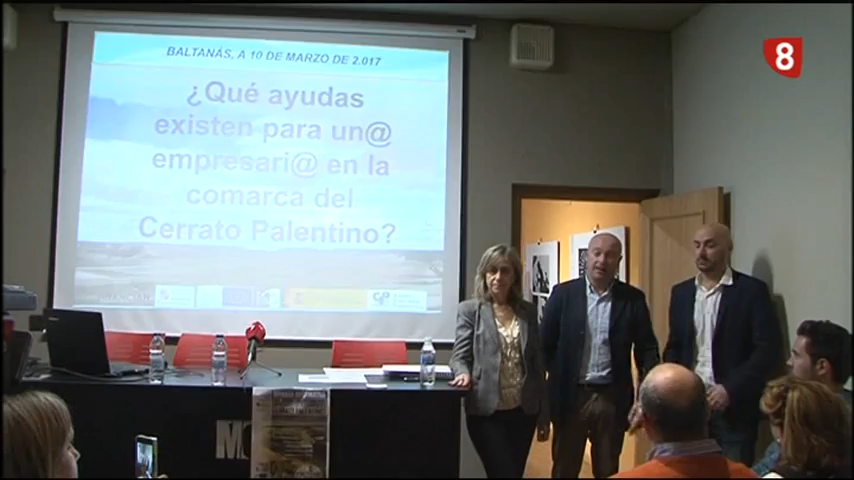 BALTANÁS, A 10 DE MARZO DE 2.017
8
¿Qué ayudas
existen para un@
empresari@ en la
comarca del
Cerrato Palentino?